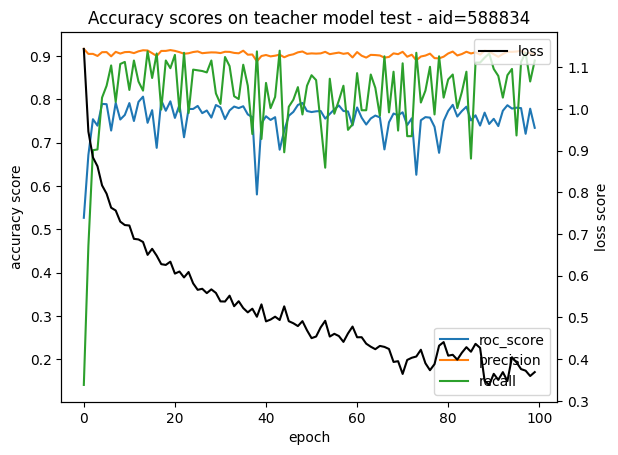 Accuracy scores on teacher model test - aid=588834
accuracy score
0.9
0.8
0.7
0.6
0.5
0.4
0.3
0.2
0
20
40
60
80
100
epoch
1.1
1.0
0.9
0.8
0.7
0.6
0.5
0.4
0.3
loss score
loss
roc_score
precision
recall